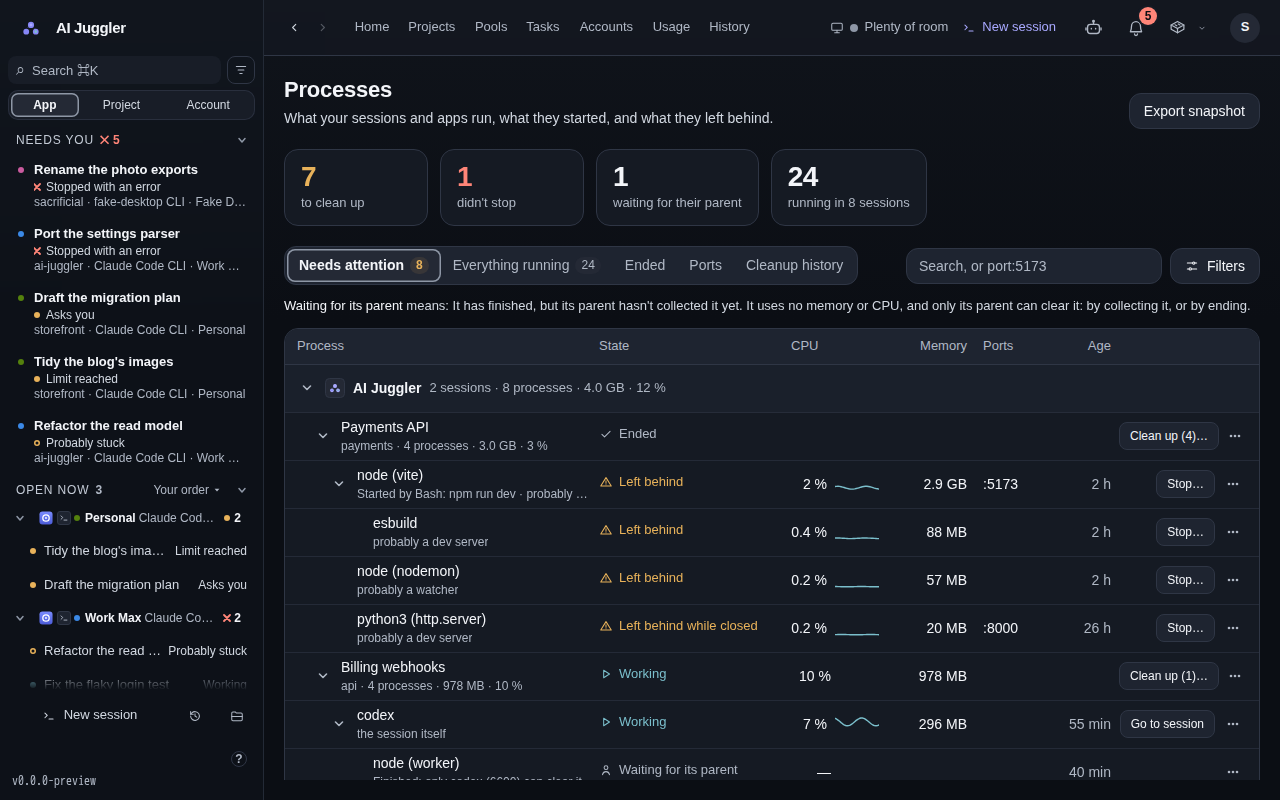 AI Juggler
Search ⌘K
App
Project
Account
NEEDS YOU 5
Rename the photo exports
Stopped with an error
sacrificial · fake-desktop CLI · Fake D…
Port the settings parser
Stopped with an error
ai-juggler · Claude Code CLI · Work …
Draft the migration plan
Asks you
storefront · Claude Code CLI · Personal
Tidy the blog's images
Limit reached
storefront · Claude Code CLI · Personal
Refactor the read model
Probably stuck
ai-juggler · Claude Code CLI · Work …
OPEN NOW 3 Your order
Personal Claude Cod… 2
Tidy the blog's ima… Limit reached
Draft the migration plan Asks you
Work Max Claude Co… 2
Refactor the read … Probably stuck
Fix the flaky login test Working
New session
?
v0.0.0-preview
Home Projects Pools Tasks Accounts Usage History
Plenty of room
New session
5
S
Processes
What your sessions and apps run, what they started, and what they left behind.
Export snapshot
7
to clean up
1
didn't stop
1
waiting for their parent
24
running in 8 sessions
Needs attention 8 Everything running 24 Ended Ports Cleanup history
Search, or port:5173
Filters
Waiting for its parent means: It has finished, but its parent hasn't collected it yet. It uses no memory or CPU, and only its parent can clear it: by collecting it, or by ending.
Process State CPU Memory Ports Age
AI Juggler 2 sessions · 8 processes · 4.0 GB · 12 %
Payments API
payments · 4 processes · 3.0 GB · 3 %
Ended
Clean up (4)…
node (vite)
Started by Bash: npm run dev · probably …
Left behind 2 % 2.9 GB :5173 2 h Stop…
esbuild
probably a dev server
Left behind 0.4 % 88 MB 2 h Stop…
node (nodemon)
probably a watcher
Left behind 0.2 % 57 MB 2 h Stop…
python3 (http.server)
probably a dev server
Left behind while closed 0.2 % 20 MB :8000 26 h Stop…
Billing webhooks
api · 4 processes · 978 MB · 10 %
Working 10 % 978 MB Clean up (1)…
codex
the session itself
Working 7 % 296 MB 55 min Go to session
node (worker)
Finished; only codex (6600) can clear it
Waiting for its parent — 40 min